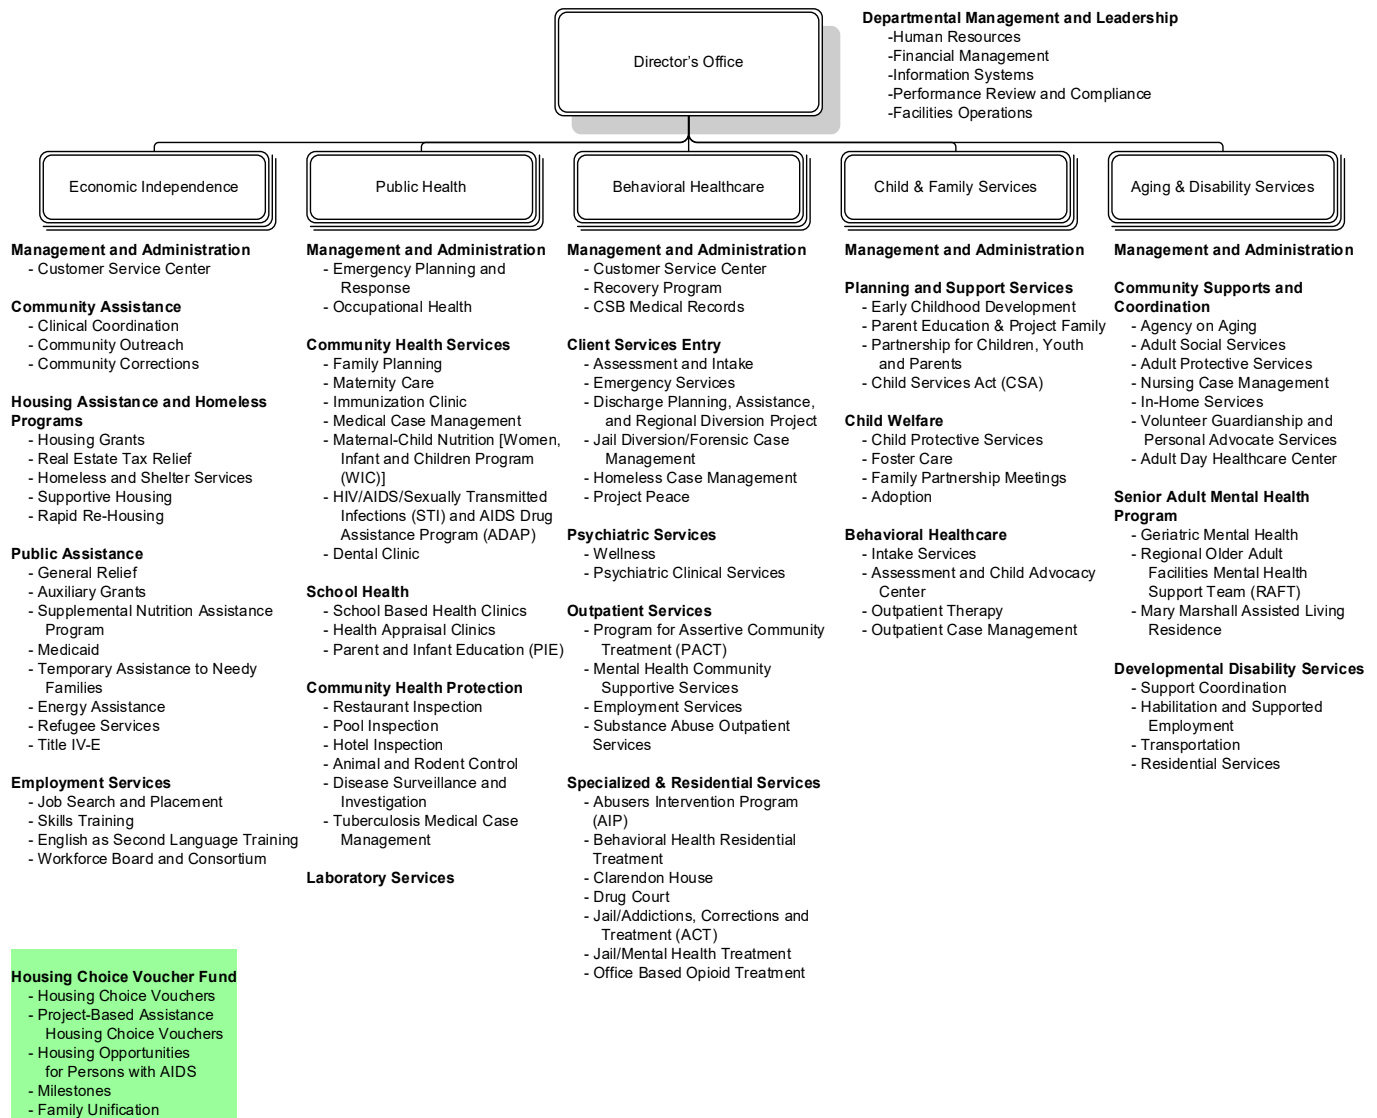 Director's Office
Departmental Management and Leadership
-Human Resources
-Financial Management
-Information Systems
-Performance Review and Compliance
-Facilities Operations
Economic Independence
Public Health
Behavioral Healthcare
Child & Family Services
Aging & Disability Services
Management and Administration
- Customer Service Center
Community Assistance
- Clinical Coordination
- Community Outreach
- Community Corrections
Housing Assistance and Homeless
Programs
- Housing Grants
- Real Estate Tax Relief
- Homeless and Shelter Services
- Supportive Housing
- Rapid Re-Housing
Public Assistance
- General Relief
- Auxiliary Grants
- Supplemental Nutrition Assistance
Program
- Medicaid
- Temporary Assistance to Needy
Families
- Energy Assistance
- Refugee Services
- Title IV-E
Employment Services
- Job Search and Placement
- Skills Training
- English as Second Language Training
- Workforce Board and Consortium
Housing Choice Voucher Fund
- Housing Choice Vouchers
- Project-Based Assistance
Housing Choice Vouchers
- Housing Opportunities
for Persons with AIDS
- Milestones
- Family Unification
Management and Administration
- Emergency Planning and
Response
- Occupational Health
Community Health Services
- Family Planning
- Maternity Care
- Immunization Clinic
- Medical Case Management
- Maternal-Child Nutrition [Women,
Infant and Children Program
(WIC)]
- HIV/AIDS/Sexually Transmitted
Infections (STI) and AIDS Drug
Assistance Program (ADAP)
- Dental Clinic
School Health
- School Based Health Clinics
- Health Appraisal Clinics
- Parent and Infant Education (PIE)
Community Health Protection
- Restaurant Inspection
- Pool Inspection
- Hotel Inspection
- Animal and Rodent Control
- Disease Surveillance and
Investigation
- Tuberculosis Medical Case
Management
Laboratory Services
Management and Administration
- Customer Service Center
- Recovery Program
- CSB Medical Records
Client Services Entry
- Assessment and Intake
- Emergency Services
- Discharge Planning, Assistance,
and Regional Diversion Project
- Jail Diversion/Forensic Case
Management
- Homeless Case Management
- Project Peace
Psychiatric Services
- Wellness
- Psychiatric Clinical Services
Outpatient Services
- Program for Assertive Community
Treatment (PACT)
- Mental Health Community
Supportive Services
- Employment Services
- Substance Abuse Outpatient
Services
Specialized & Residential Services
- Abusers Intervention Program
(AIP)
- Behavioral Health Residential
Treatment
- Clarendon House
- Drug Court
- Jail/Addictions, Corrections and
Treatment (ACT)
- Jail/Mental Health Treatment
- Office Based Opioid Treatment
Management and Administration
Planning and Support Services
- Early Childhood Development
- Parent Education & Project Family
- Partnership for Children, Youth
and Parents
- Child Services Act (CSA)
Child Welfare
- Child Protective Services
- Foster Care
- Family Partnership Meetings
- Adoption
Behavioral Healthcare
- Intake Services
- Assessment and Child Advocacy
Center
- Outpatient Therapy
- Outpatient Case Management
Management and Administration
Community Supports and
Coordination
- Agency on Aging
- Adult Social Services
- Adult Protective Services
- Nursing Case Management
- In-Home Services
- Volunteer Guardianship and
Personal Advocate Services
- Adult Day Healthcare Center
Senior Adult Mental Health
Program
- Geriatric Mental Health
- Regional Older Adult
Facilities Mental Health
Support Team (RAFT)
- Mary Marshall Assisted Living
Residence
Developmental Disability Services
- Support Coordination
- Habilitation and Supported
Employment
- Transportation
- Residential Services